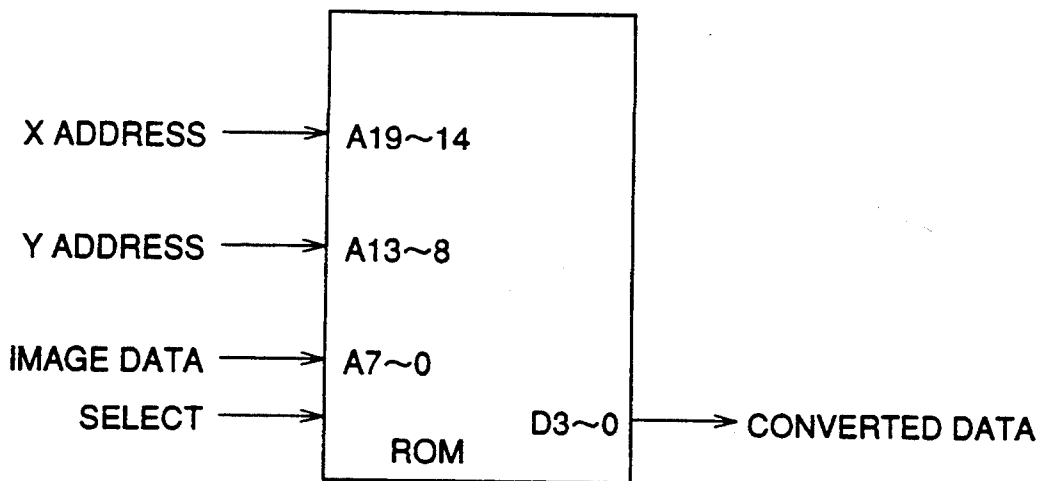 X ADDRESS A19~14
Y ADDRESS A13~8
IMAGE DATA A7~0
SELECT
D3~0 CONVERTED DATA
ROM